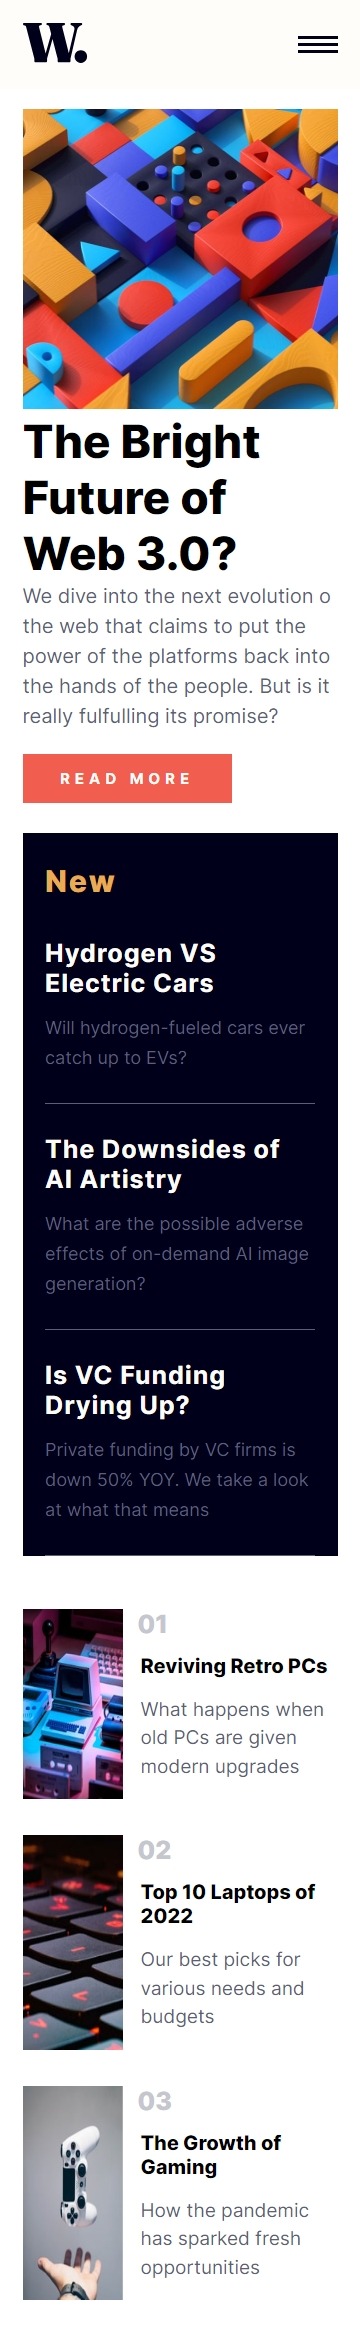 W.
The Bright
Future of
Web 3.0?
We dive into the next evolution o
the web that claims to put the
power of the platforms back into
the hands of the people. But is it
really fulfulling its promise?
READ MORE
New
Hydrogen VS
Electric Cars
Will hydrogen-fueled cars ever
catch up to EVs?
The Downsides of
AI Artistry
What are the possible adverse
effects of on-demand AI image
generation?
Is VC Funding
Drying Up?
Private funding by VC firms is
down 50% YOY. We take a look
at what that means
01
Reviving Retro PCs
What happens when
old PCs are given
modern upgrades
02
Top 10 Laptops of
2022
Our best picks for
various needs and
budgets
03
The Growth of
Gaming
How the pandemic
has sparked fresh
opportunities